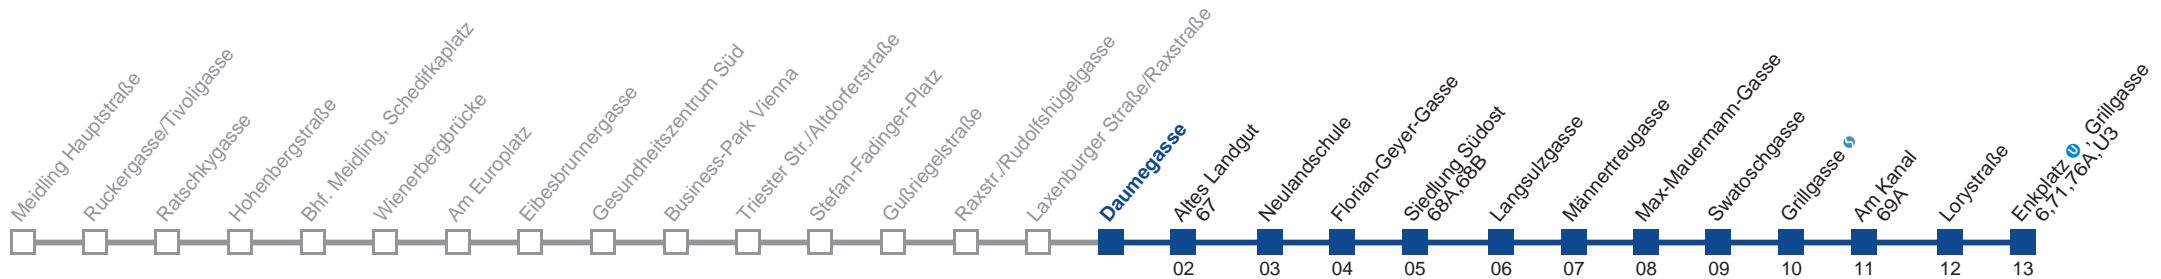 Meidling Hauptstraße
Ruckergasse/Tivoligasse
Ratschkygasse
Hohenbergstraße
Bhf. Meidling, Schedifkaplatz
Wienerbergbrücke
Am Europlatz
Eibesbrunnergasse
Gesundheitszentrum Süd
Business-Park Vienna
Triester Str./Altdorferstraße
Stefan-Fadinger-Platz
Gußriegelstraße
Raxstr./Rudolfshügelgasse
Laxenburger Straße/Raxstraße
Daumegasse
Altes Landgut
67
Neulandschule
Florian-Geyer-Gasse
Siedlung Südost
68A,68B
Langsulzgasse
Männertreugasse
Max-Mauermann-Gasse
Swatoschgasse
Grillgasse S
Am Kanal
69A
Lorystraße
Enkplatz U, Grillgasse
6,71,76A,U3
02 03 04 05 06 07 08 09 10 11 12 13